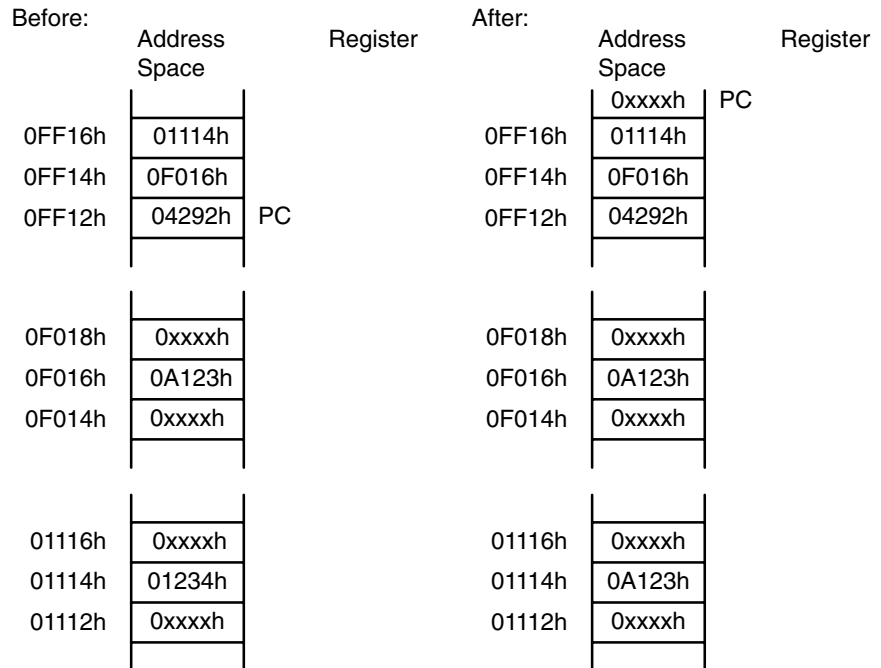 Before:
After:
Address Space
Register
Address Space
Register
0xxxxh PC
0FF16h 01114h
0FF16h 01114h
0FF14h 0F016h
0FF14h 0F016h
0FF12h 04292h PC
0FF12h 04292h
0F018h 0xxxxh
0F018h 0xxxxh
0F016h 0A123h
0F016h 0A123h
0F014h 0xxxxh
0F014h 0xxxxh
01116h 0xxxxh
01116h 0xxxxh
01114h 01234h
01114h 0A123h
01112h 0xxxxh
01112h 0xxxxh